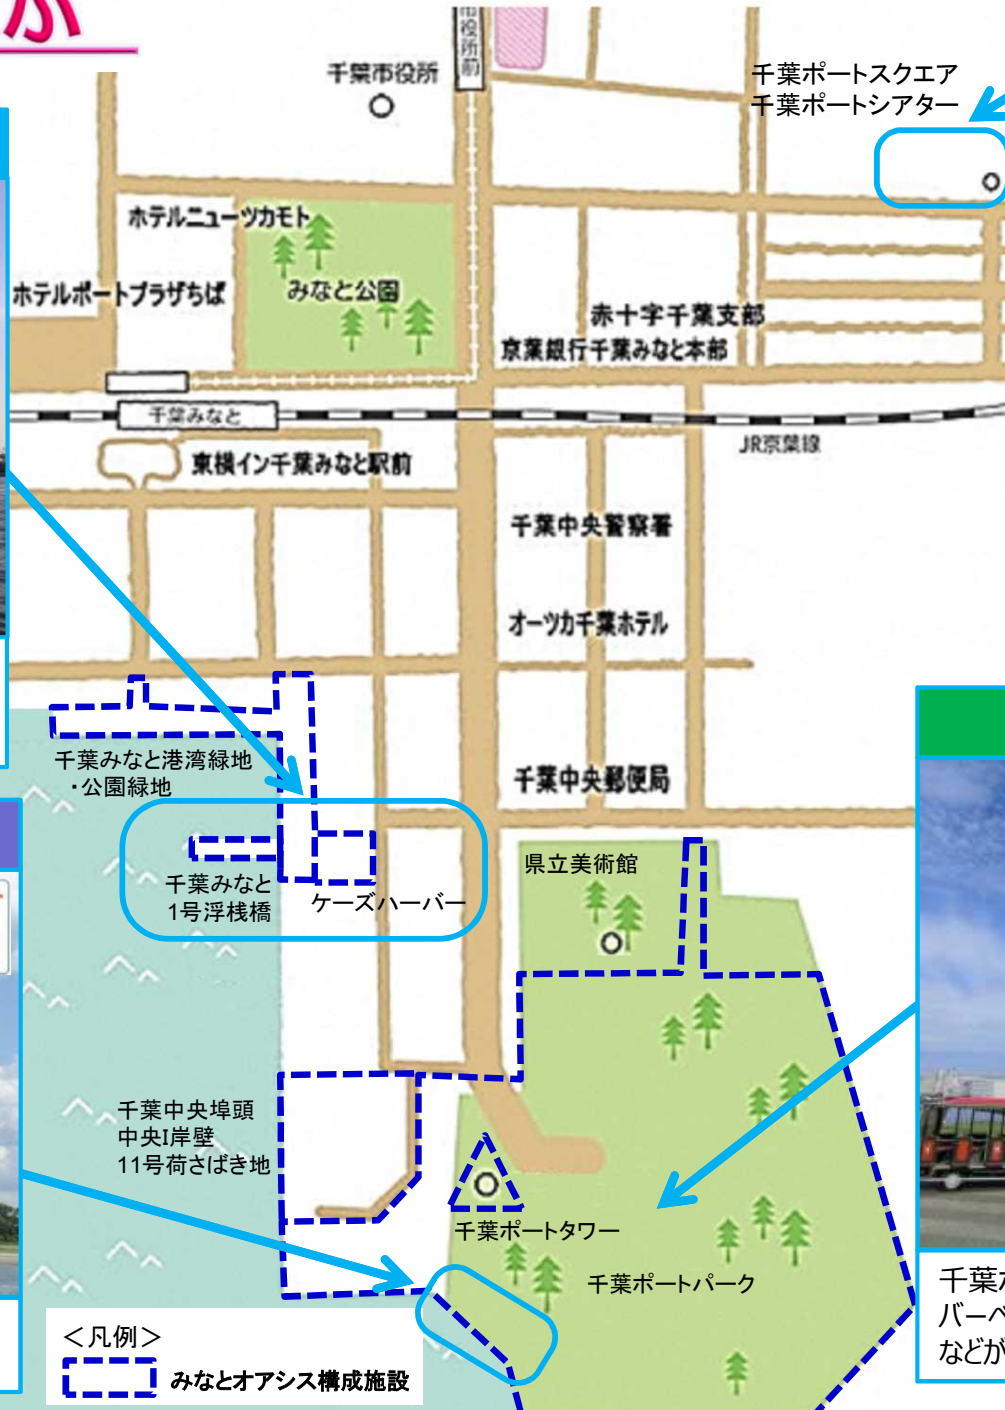 か
市役所前
千葉市役所
千葉ポートスクエア
千葉ポートシアター
ホテルニューツカモト
ホテルポートプラザちば
みなと公園
赤十字千葉支部
京葉銀行千葉みなと本部
千葉みなと
JR京葉線
東横イン千葉みなと駅前
千葉中央警察署
オーツカ千葉ホテル
千葉みなと港湾緑地
・公園緑地
千葉中央郵便局
県立美術館
千葉みなと
1号浮桟橋
ケーズハーバー
千葉中央埠頭
中央I岸壁
11号荷さばき地
千葉ポートタワー
千葉ポートパーク
千葉
バーベ
などが
＜凡例＞
みなとオアシス構成施設